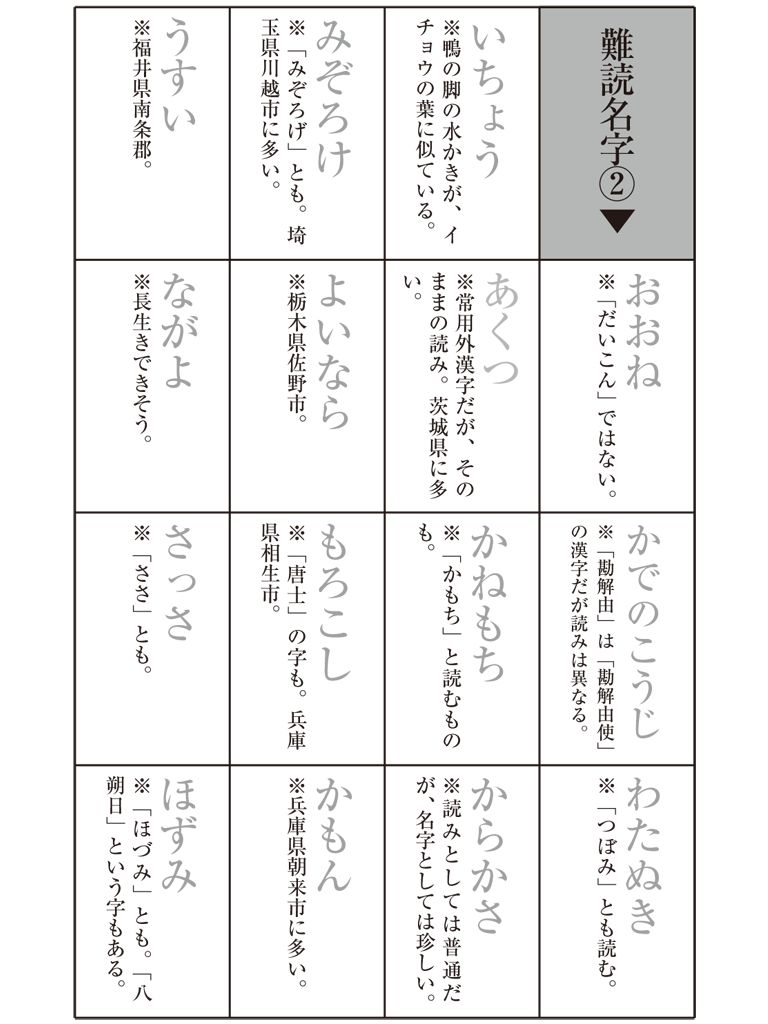 難読名字②▼
おおね
※「だいこん」ではない。
かでのこうじ
※「勘解由」は「勘解由使」
の漢字だが読みは異なる。
わたぬき
※「つぼみ」とも読む。
いちょう
※鴨の脚の水かきが、イ
チョウの葉に似ている。
あくつ
※常用外漢字だが、その
ままの読み。茨城県に多
い。
かねもち
※「かもち」と読むもの
も。
からかさ
※読みとしては普通だ
が、名字としては珍しい。
みぞろけ
※「みぞろげ」とも。埼
玉県川越市に多い。
よいなら
※栃木県佐野市。
もろこし
※「唐士」の字も。兵庫
県相生市。
かもん
※兵庫県朝来市に多い。
うすい
※福井県南条郡。
ながよ
※長生きできそう。
さっさ
※「ささ」とも。
ほずみ
※「ほづみ」とも。「八
朔日」という字もある。